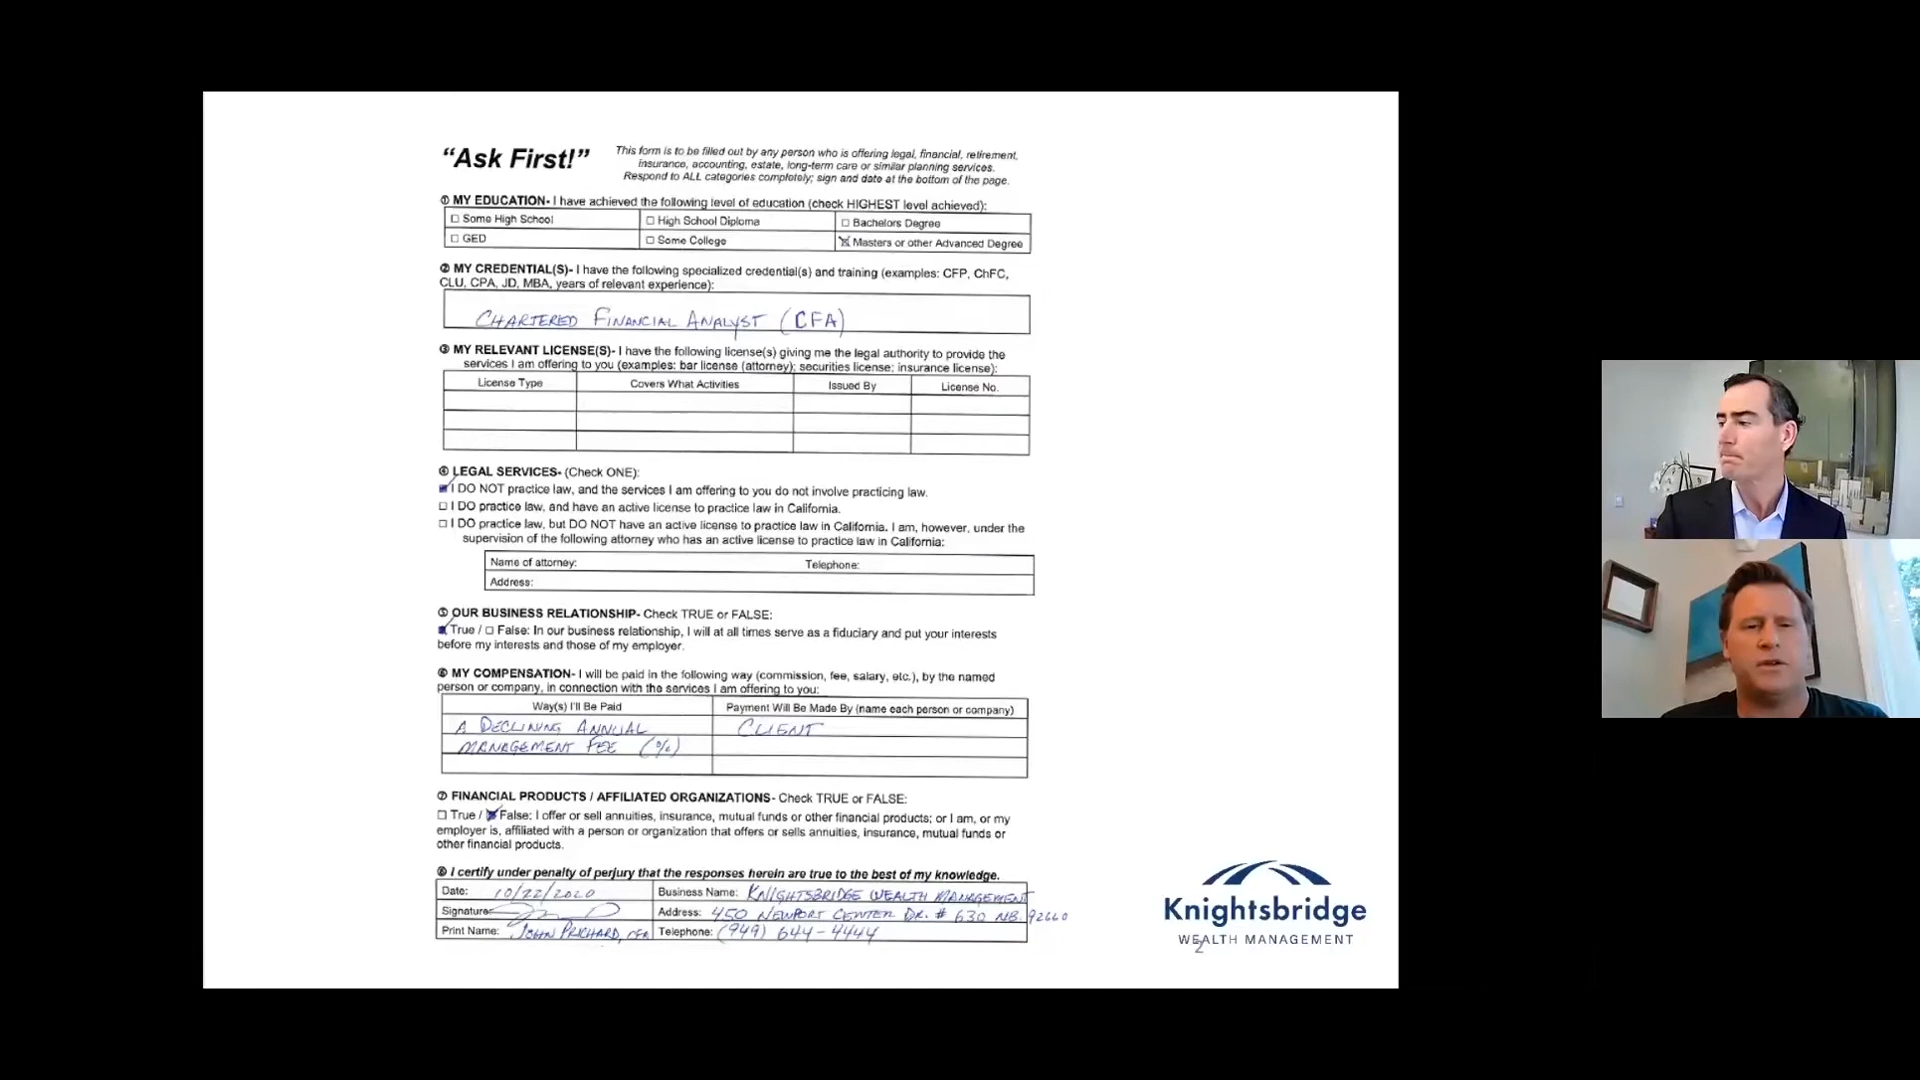 “Ask First!”
This form is to be filled out by any person who is offering legal, financial, retirement,
insurance, accounting, estate, long-term care or similar planning services.
Respond to ALL categories completely; sign and date at the bottom of the page.
① MY EDUCATION- I have achieved the following level of education (check HIGHEST level achieved):
☐ Some High School ☐ High School Diploma ☐ Bachelors Degree
☐ GED ☐ Some College ☒ Masters or other Advanced Degree
② MY CREDENTIAL(S)- I have the following specialized credential(s) and training (examples: CFP, ChFC,
CLU, CPA, JD, MBA, years of relevant experience):
CHARTERED FINANCIAL ANALYST (CFA)
③ MY RELEVANT LICENSE(S)- I have the following license(s) giving me the legal authority to provide the
services I am offering to you (examples: bar license (attorney); securities license; insurance license):
License Type Covers What Activities Issued By License No.
④ LEGAL SERVICES- (Check ONE):
☒ I DO NOT practice law, and the services I am offering to you do not involve practicing law.
☐ I DO practice law, and have an active license to practice law in California.
☐ I DO practice law, but DO NOT have an active license to practice law in California. I am, however, under the
supervision of the following attorney who has an active license to practice law in California:
Name of attorney: Telephone:
Address:
⑤ OUR BUSINESS RELATIONSHIP- Check TRUE or FALSE:
☒ True / ☐ False: In our business relationship, I will at all times serve as a fiduciary and put your interests
before my interests and those of my employer.
⑥ MY COMPENSATION- I will be paid in the following way (commission, fee, salary, etc.), by the named
person or company, in connection with the services I am offering to you:
Way(s) I'll Be Paid Payment Will Be Made By (name each person or company)
A DECLINING ANNUAL CLIENT
MANAGEMENT FEE (%)
⑦ FINANCIAL PRODUCTS / AFFILIATED ORGANIZATIONS- Check TRUE or FALSE:
☐ True / ☒ False: I offer or sell annuities, insurance, mutual funds or other financial products; or I am, or my
employer is, affiliated with a person or organization that offers or sells annuities, insurance, mutual funds or
other financial products.
⑧ I certify under penalty of perjury that the responses herein are true to the best of my knowledge.
Date: 10/22/2020 Business Name: KNIGHTSBRIDGE WEALTH MANAGEMENT
Signature: Address: 450 NEWPORT CENTER DR. # 630 NB. 92660
Print Name: JOHN PRICHARD, CFA Telephone: (949) 644-4444
Knightsbridge
WEALTH MANAGEMENT
2